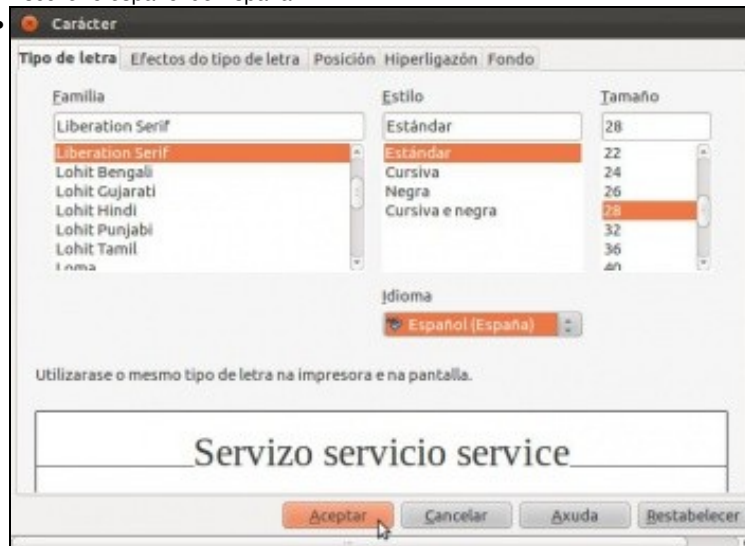 Carácter
Tipo de letra Efectos do tipo de letra Posición Hiperligazón Fondo
Familia Estilo Tamaño
Liberation Serif Estándar 28
Liberation Serif Estándar 22
Lohit Bengali Cursiva 24
Lohit Gujarati Negra 26
Lohit Hindi Cursiva e negra 28
Lohit Punjabi 32
Lohit Tamil 36
Loma 40
Idioma
Español (España)
Utilizarase o mesmo tipo de letra na impresora e na pantalla.
Servizo servicio service
Aceptar Cancelar Axuda Restabelecer